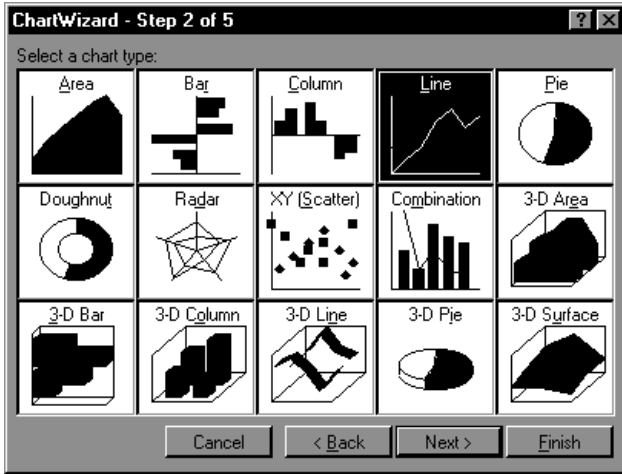 ChartWizard - Step 2 of 5
Select a chart type:
Area Bar Column Line Pie
Doughnut Radar XY (Scatter) Combination 3-D Area
3-D Bar 3-D Column 3-D Line 3-D Pie 3-D Surface
Cancel < Back Next > Finish